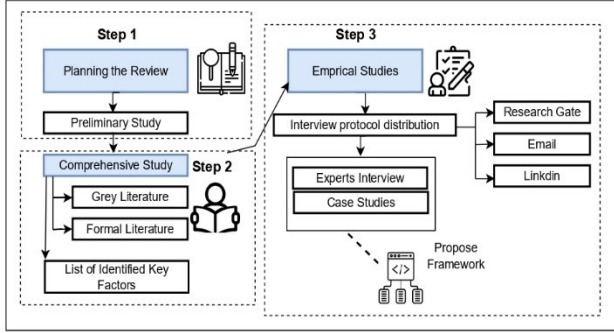 Step 1
Planning the Review
Preliminary Study
Comprehensive Study
Step 2
Grey Literature
Formal Literature
List of Identified Key
Factors
Step 3
Emprical Studies
Interview protocol distribution
Research Gate
Email
Linkdin
Experts Interview
Case Studies
Propose
Framework